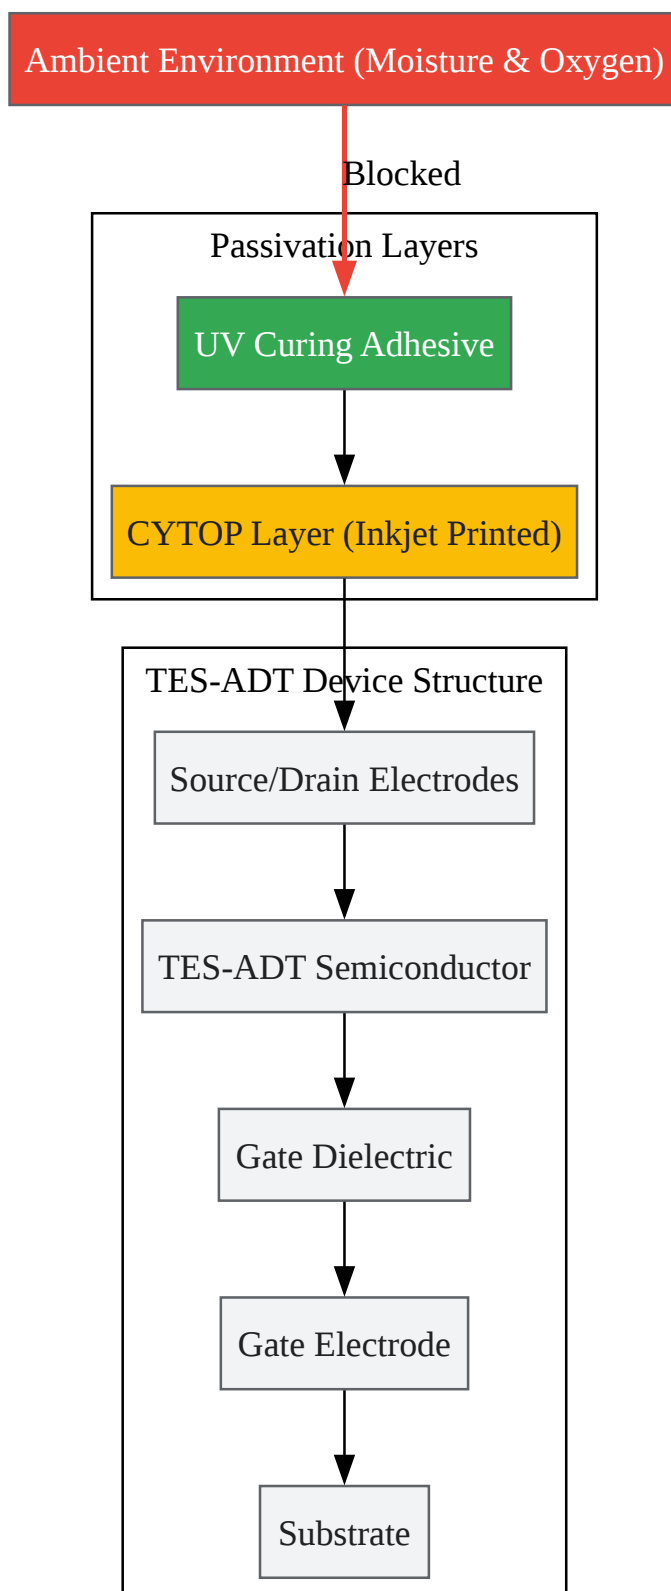 Ambient Environment (Moisture & Oxygen)
Blocked
Passivation Layers
UV Curing Adhesive
CYTOP Layer (Inkjet Printed)
TES-ADT Device Structure
Source/Drain Electrodes
TES-ADT Semiconductor
Gate Dielectric
Gate Electrode
Substrate